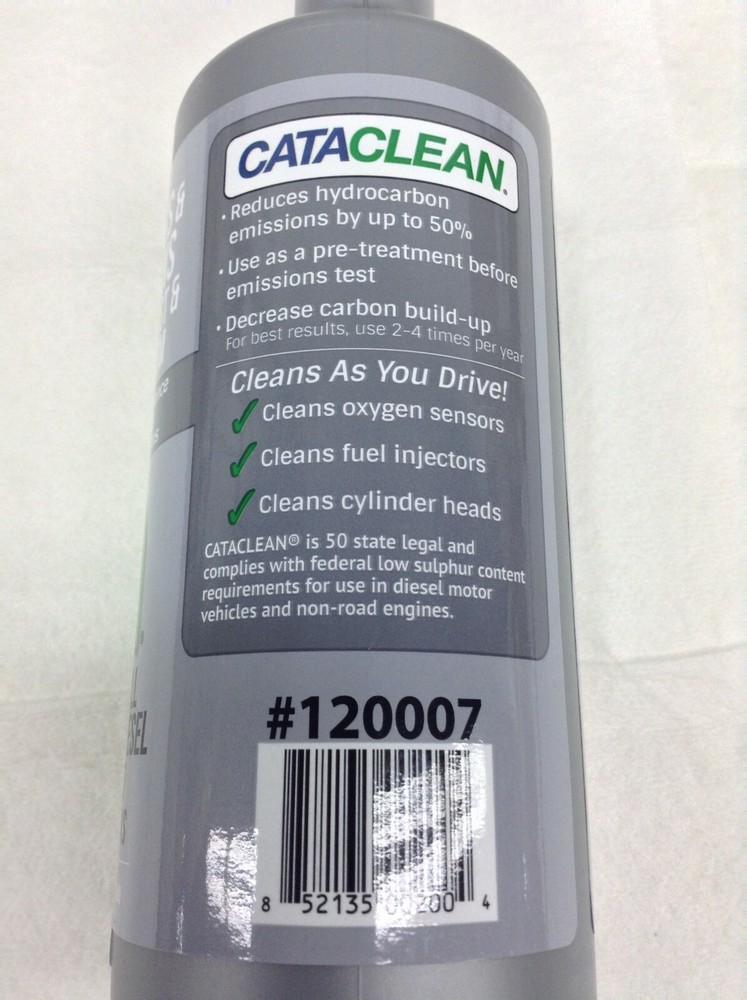 CATACLEAN.
· Reduces hydrocarbon
emissions by up to 50%
· Use as a pre-treatment before
emissions test
· Decrease carbon build-up
For best results, use 2-4 times per year
Cleans As You Drive!
✓ Cleans oxygen sensors
✓ Cleans fuel injectors
✓ Cleans cylinder heads
CATACLEAN® is 50 state legal and
complies with federal low sulphur content
requirements for use in diesel motor
vehicles and non-road engines.
#120007
8 52135 00200 4